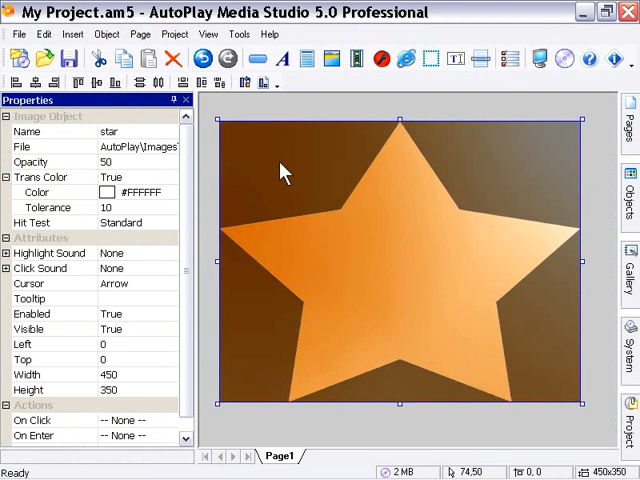 My Project.am5 - AutoPlay Media Studio 5.0 Professional
File Edit Insert Object Page Project View Tools Help
Properties
Image Object
Name star
File AutoPlay\Images\
Opacity 50
Trans Color True
Color #FFFFFF
Tolerance 10
Hit Test Standard
Attributes
Highlight Sound None
Click Sound None
Cursor Arrow
Tooltip
Enabled True
Visible True
Left 0
Top 0
Width 450
Height 350
Actions
On Click -- None --
On Enter -- None --
Pages
Objects
Gallery
System
Project
Page1
Ready
2 MB
74,50
0, 0
450x350